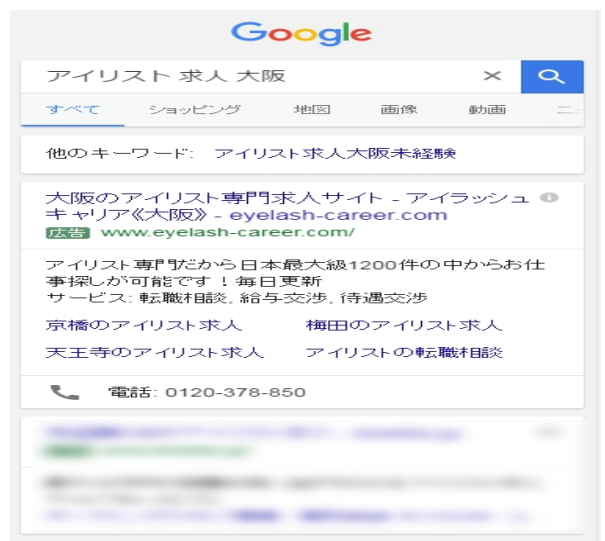 Google
アイリスト 求人 大阪 ×
すべて ショッピング 地図 画像 動画 ニ
他のキーワード: アイリスト求人大阪未経験
大阪のアイリスト専門求人サイト - アイラッシュ
キャリア《大阪》 - eyelash-career.com
広告 www.eyelash-career.com/
アイリスト専門だから日本最大級1200件の中からお仕
事探しが可能です！毎日更新
サービス: 転職相談, 給与交渉, 待遇交渉
京橋のアイリスト求人 梅田のアイリスト求人
天王寺のアイリスト求人 アイリストの転職相談
電話: 0120-378-850